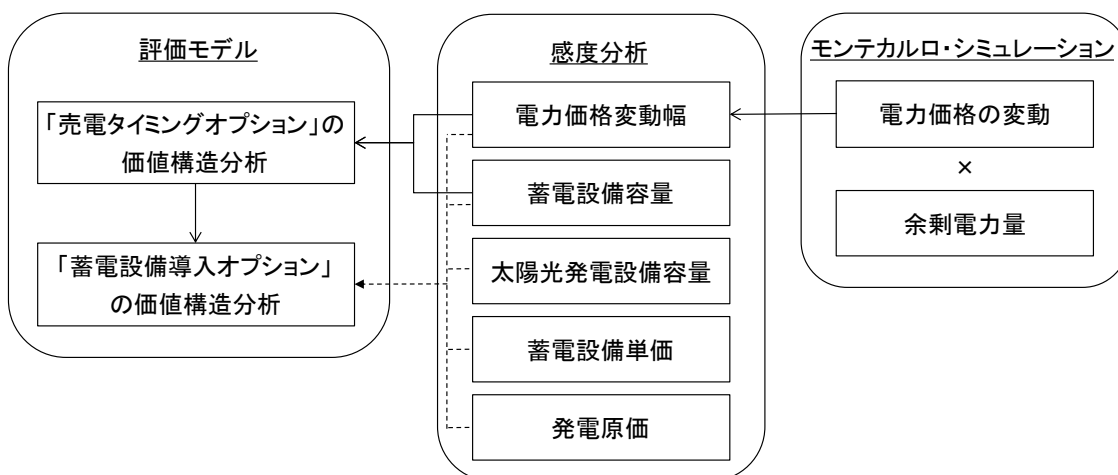 評価モデル
「売電タイミングオプション」の
価値構造分析
「蓄電設備導入オプション」
の価値構造分析
感度分析
電力価格変動幅
蓄電設備容量
太陽光発電設備容量
蓄電設備単価
発電原価
モンテカルロ・シミュレーション
電力価格の変動
×
余剰電力量